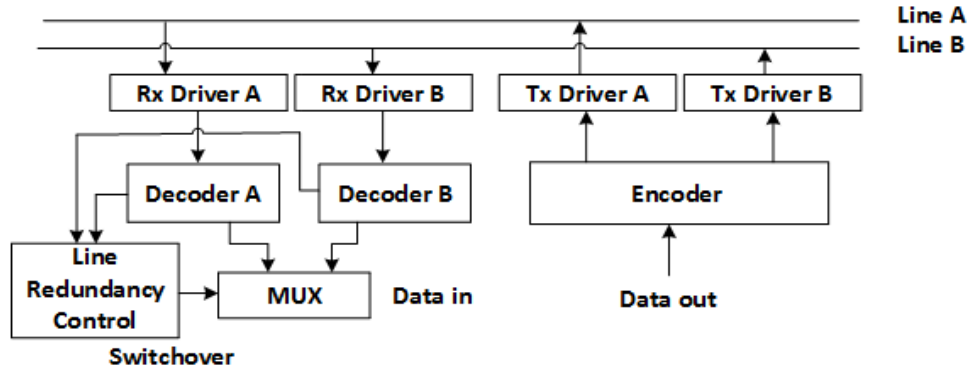 Line A
Line B
Rx Driver A
Rx Driver B
Tx Driver A
Tx Driver B
Decoder A
Decoder B
Encoder
Line
Redundancy
Control
MUX
Data in
Data out
Switchover